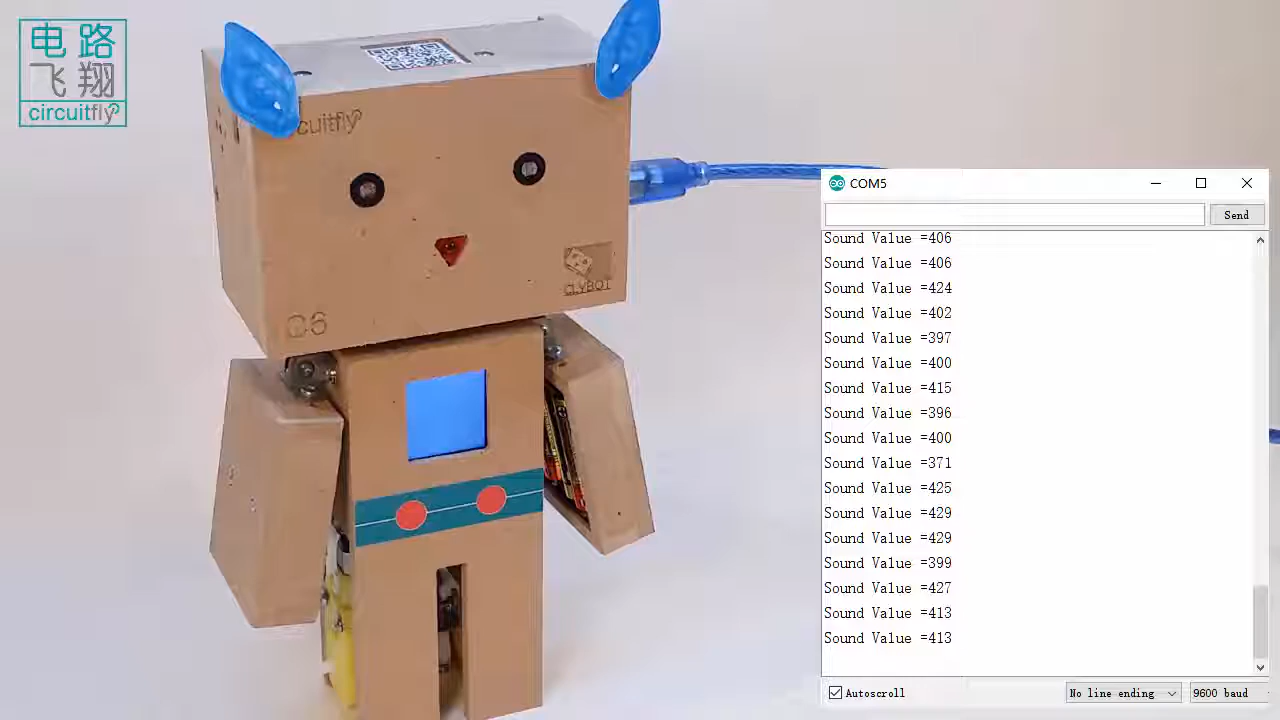 电路
飞翔
circuitfly
cuitfly
CLYBOT
C6
COM5
Send
Sound Value =406
Sound Value =406
Sound Value =424
Sound Value =402
Sound Value =397
Sound Value =400
Sound Value =415
Sound Value =396
Sound Value =400
Sound Value =371
Sound Value =425
Sound Value =429
Sound Value =429
Sound Value =399
Sound Value =427
Sound Value =413
Sound Value =413
Autoscroll
No line ending
9600 baud